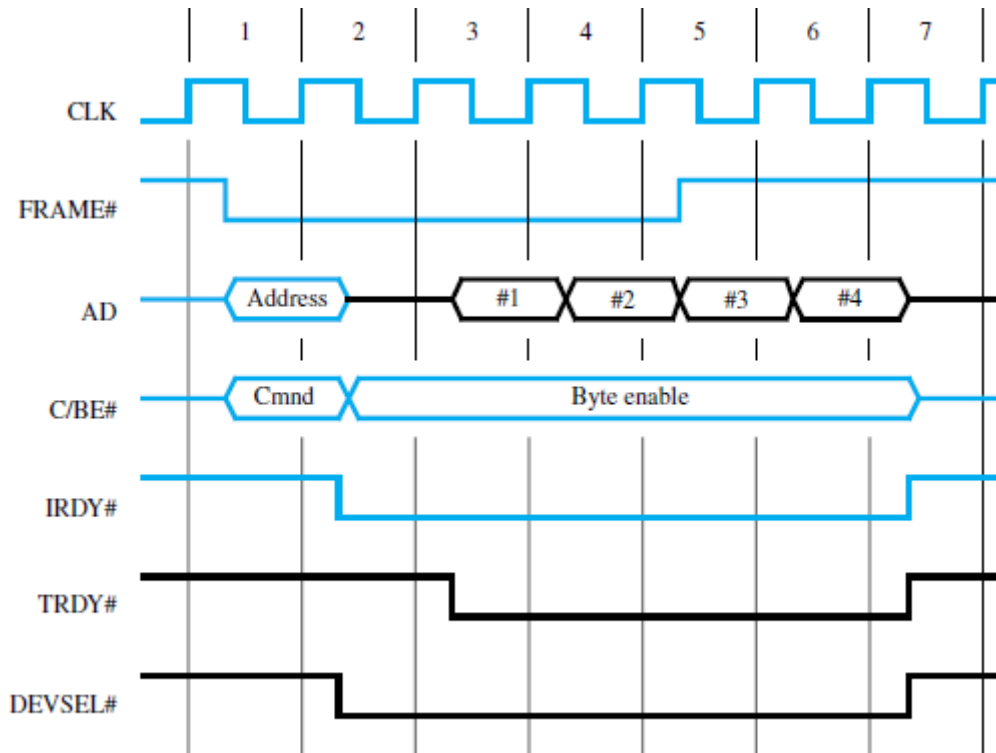 1 2 3 4 5 6 7
CLK
FRAME#
AD Address #1 #2 #3 #4
C/BE# Cmnd Byte enable
IRDY#
TRDY#
DEVSEL#